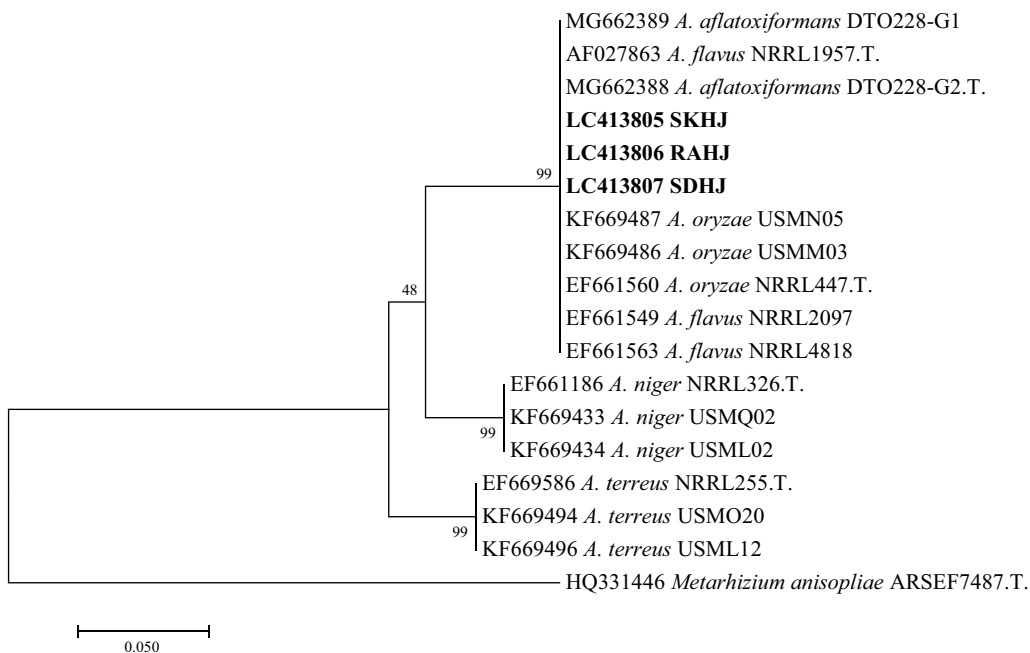 MG662389 A. aflatoxiformans DTO228-G1
AF027863 A. flavus NRRL1957.T.
MG662388 A. aflatoxiformans DTO228-G2.T.
LC413805 SKHJ
LC413806 RAHJ
99
LC413807 SDHJ
KF669487 A. oryzae USMN05
KF669486 A. oryzae USMM03
EF661560 A. oryzae NRRL447.T.
48
EF661549 A. flavus NRRL2097
EF661563 A. flavus NRRL4818
EF661186 A. niger NRRL326.T.
KF669433 A. niger USMQ02
99
KF669434 A. niger USML02
EF669586 A. terreus NRRL255.T.
KF669494 A. terreus USMO20
99
KF669496 A. terreus USML12
HQ331446 Metarhizium anisopliae ARSEF7487.T.
0.050